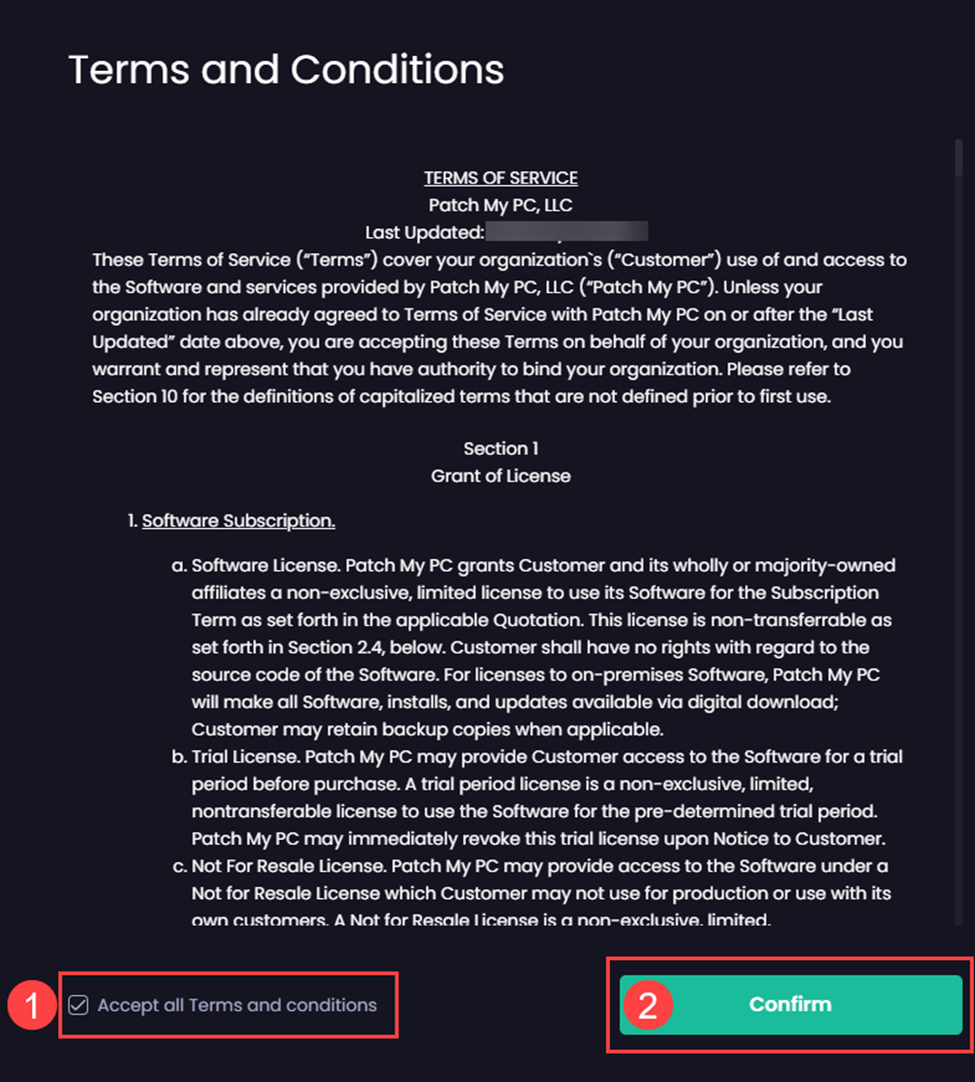 Terms and Conditions
TERMS OF SERVICE
Patch My PC, LLC
Last Updated:
These Terms of Service (“Terms”) cover your organization`s (“Customer”) use of and access to
the Software and services provided by Patch My PC, LLC (“Patch My PC”). Unless your
organization has already agreed to Terms of Service with Patch My PC on or after the “Last
Updated” date above, you are accepting these Terms on behalf of your organization, and you
warrant and represent that you have authority to bind your organization. Please refer to
Section 10 for the definitions of capitalized terms that are not defined prior to first use.
Section 1
Grant of License
1. Software Subscription.
a. Software License. Patch My PC grants Customer and its wholly or majority-owned
affiliates a non-exclusive, limited license to use its Software for the Subscription
Term as set forth in the applicable Quotation. This license is non-transferrable as
set forth in Section 2.4, below. Customer shall have no rights with regard to the
source code of the Software. For licenses to on-premises Software, Patch My PC
will make all Software, installs, and updates available via digital download;
Customer may retain backup copies when applicable.
b. Trial License. Patch My PC may provide Customer access to the Software for a trial
period before purchase. A trial period license is a non-exclusive, limited,
nontransferable license to use the Software for the pre-determined trial period.
Patch My PC may immediately revoke this trial license upon Notice to Customer.
c. Not For Resale License. Patch My PC may provide access to the Software under a
Not for Resale License which Customer may not use for production or use with its
own customers. A Not for Resale License is a non-exclusive, limited,
1 Accept all Terms and conditions
2 Confirm